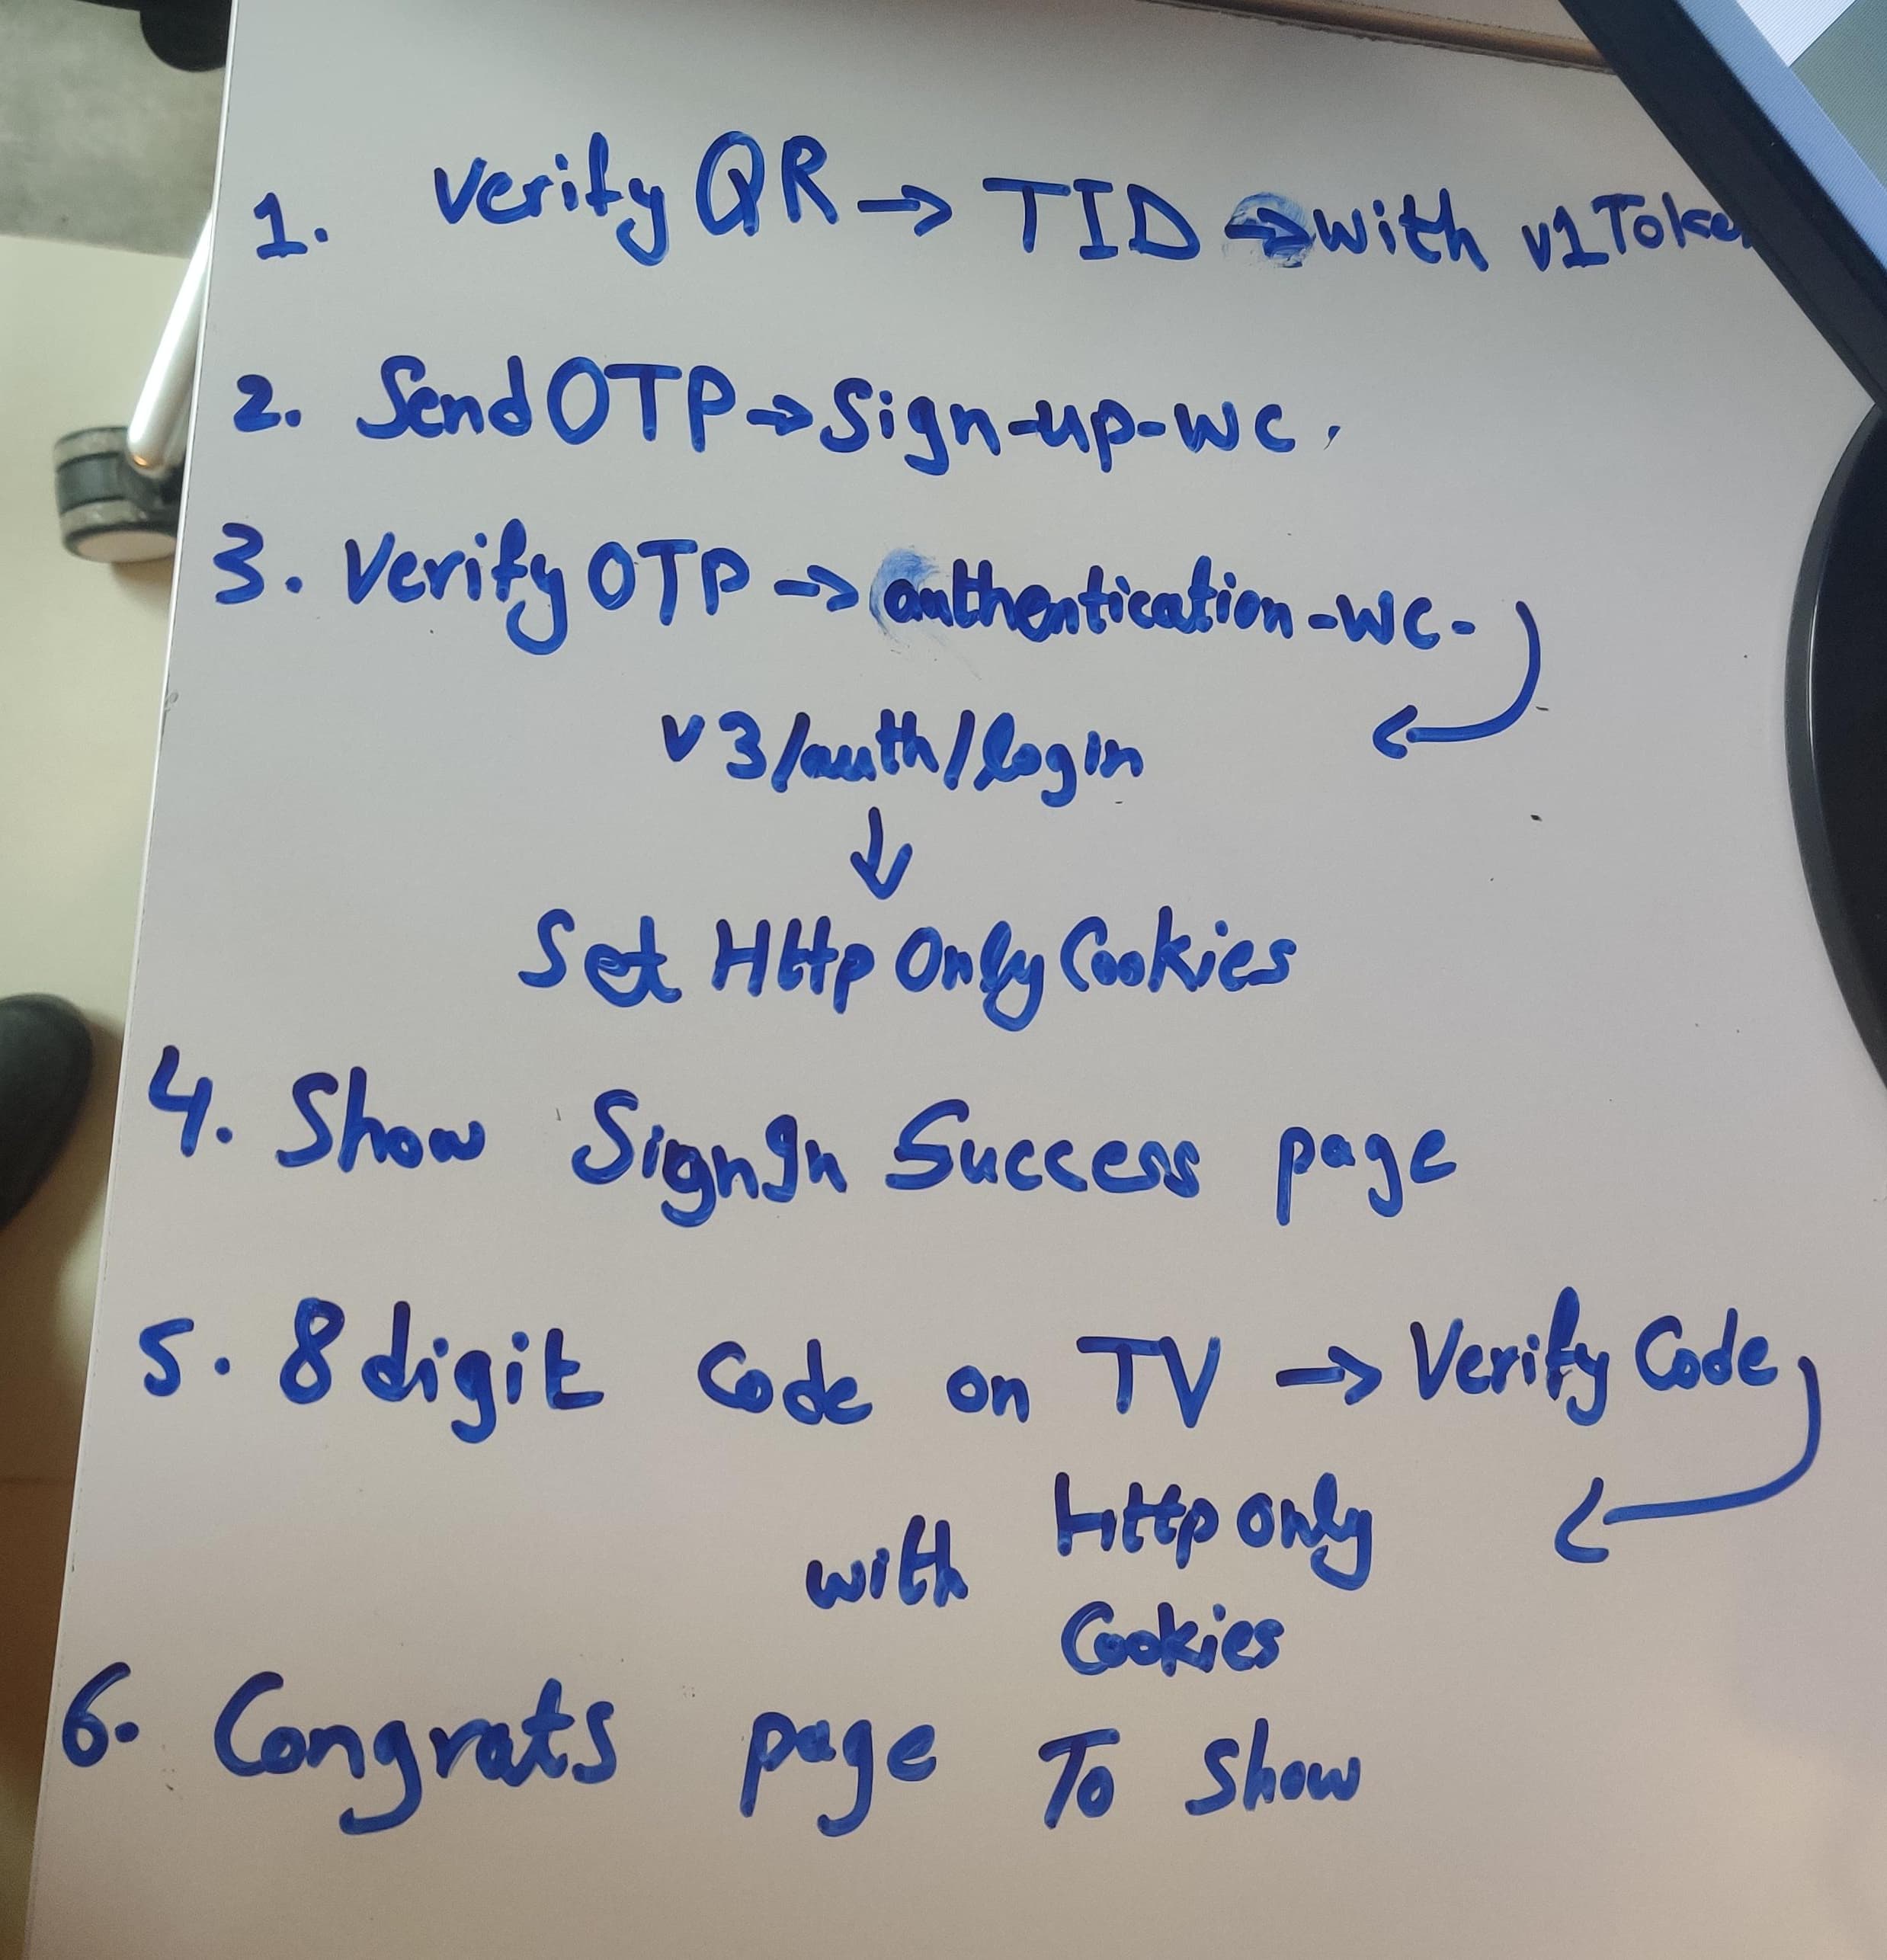 1. Verify QR → TID → with v1 Token
2. Send OTP → Sign-up-wc.
3. Verify OTP → authentication-wc-
v3/auth/login
↓
Set Http Only Cookies
4. Show SignIn Success page
5. 8 digit Code on TV → Verify Code
with Http only
Cookies
6. Congrats page To show